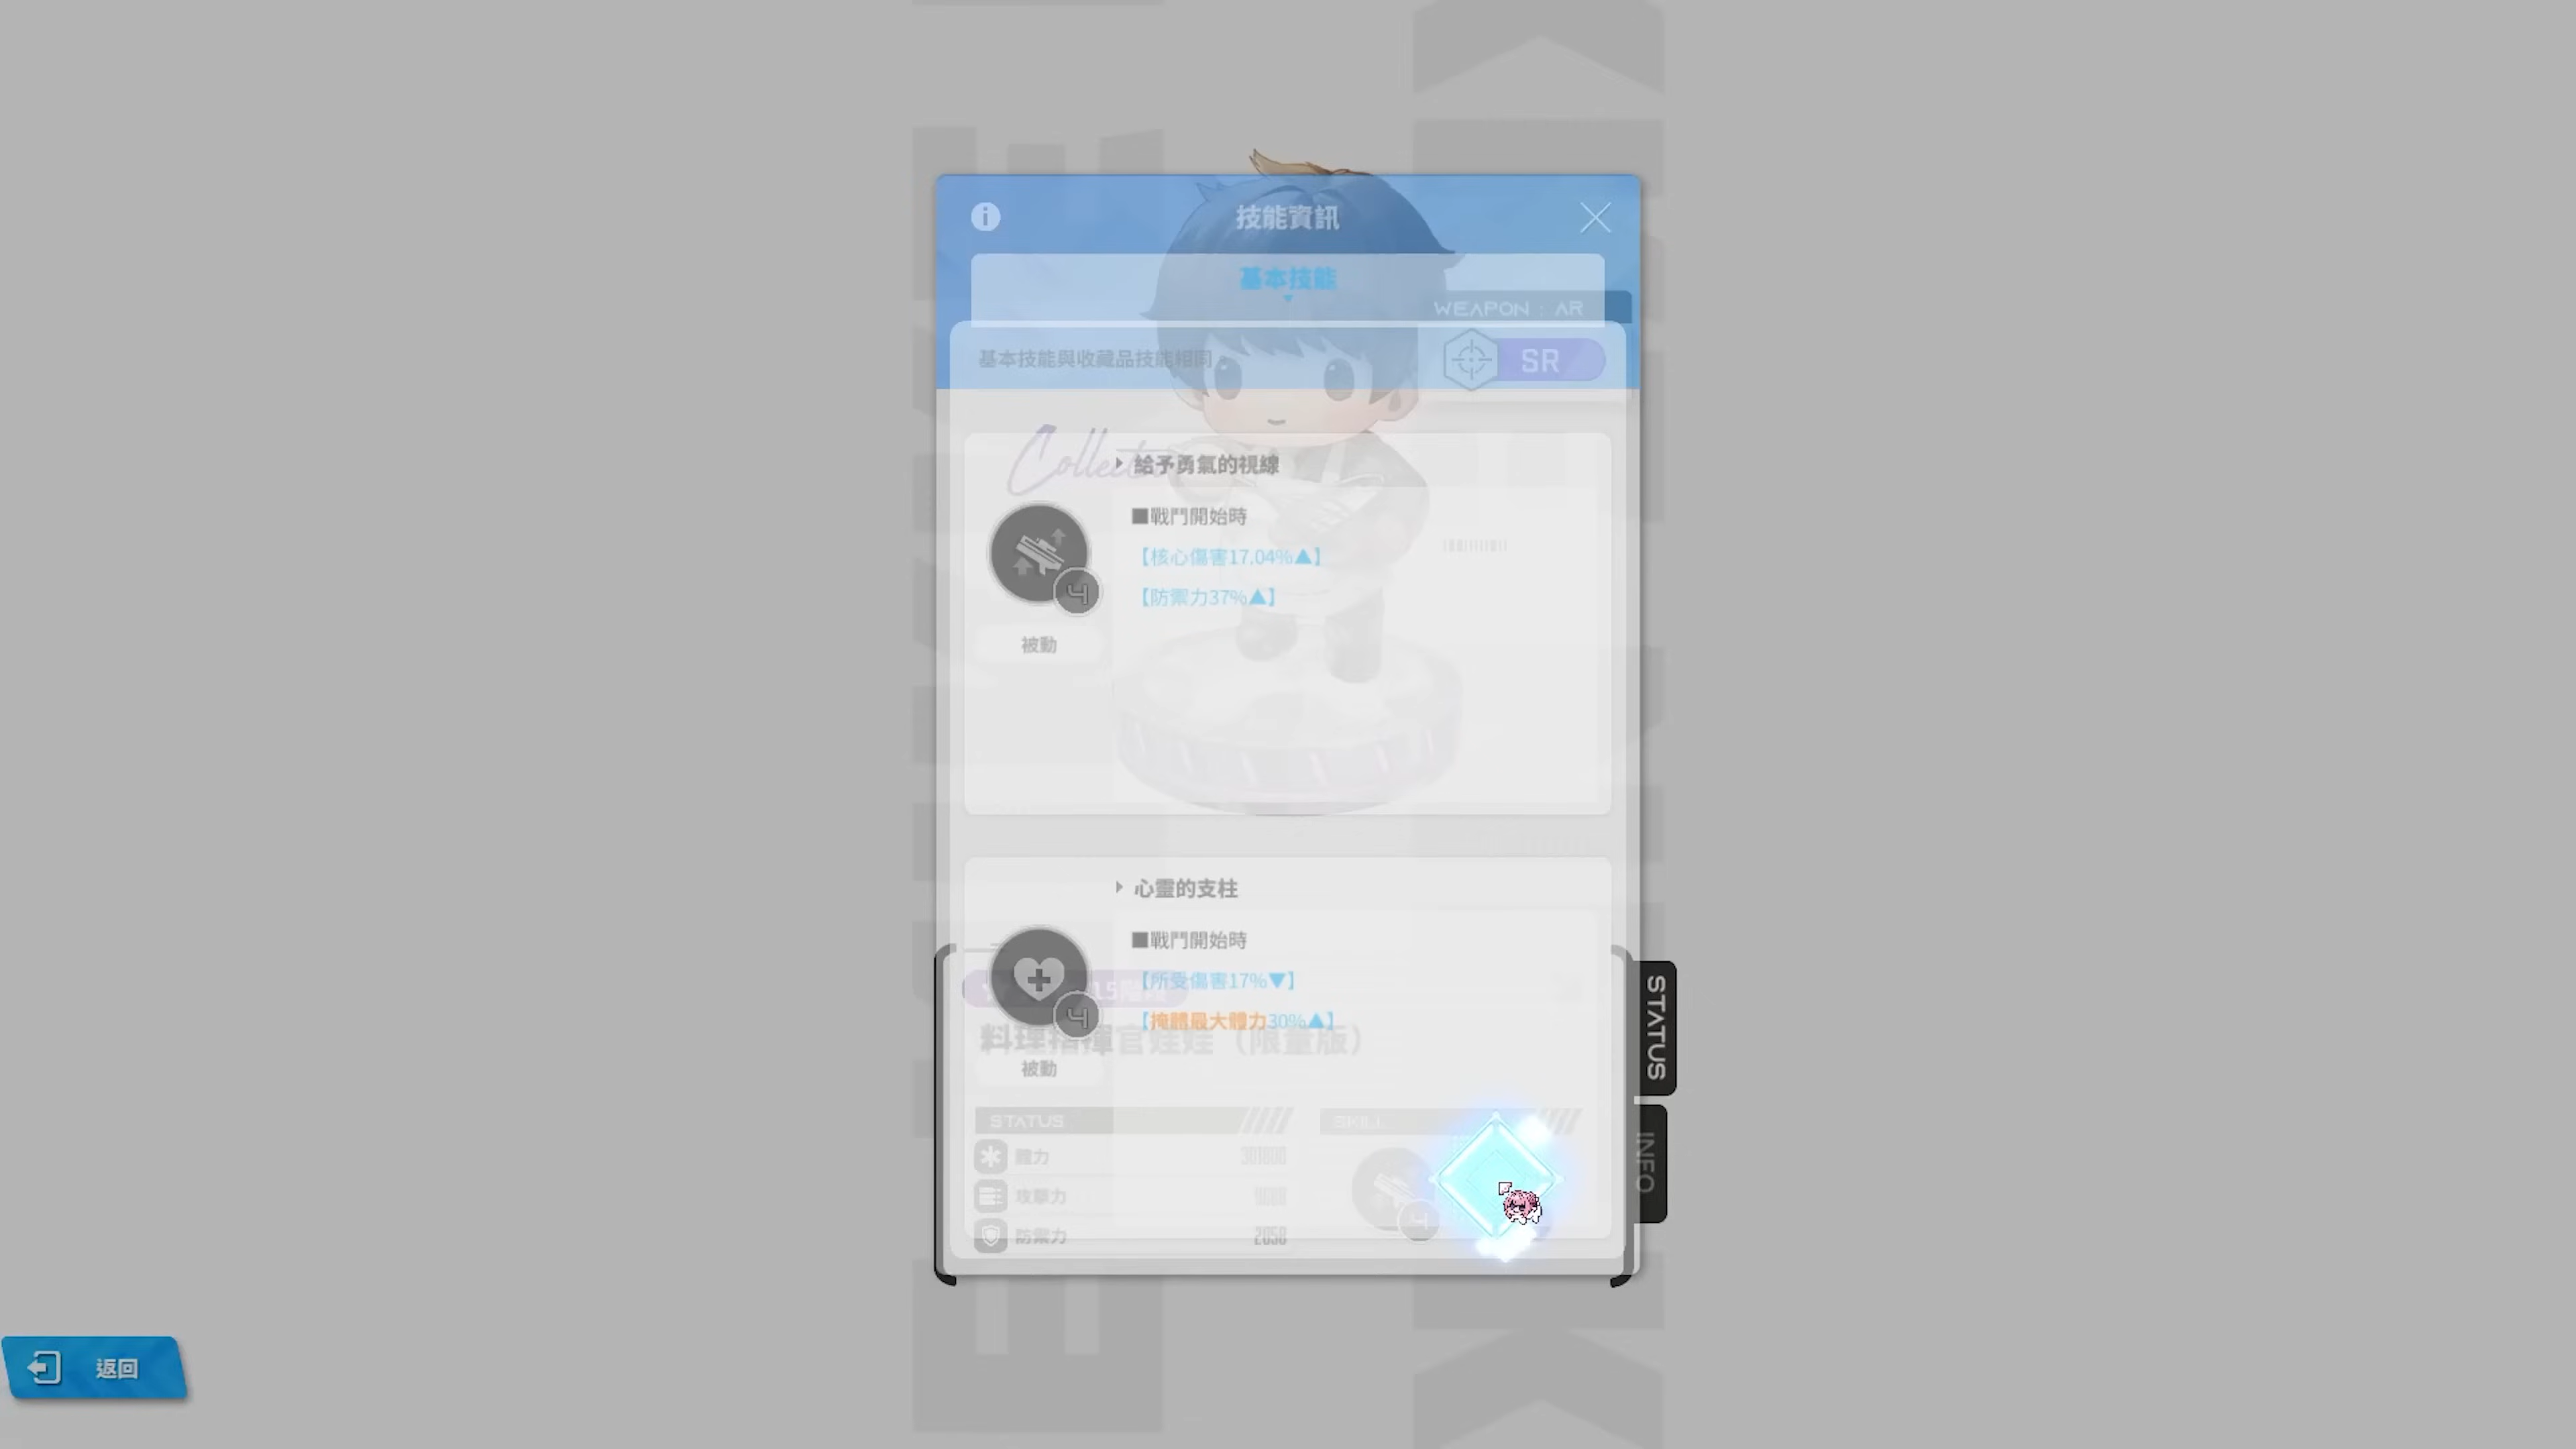 技能資訊
基本技能
WEAPON : AR
基本技能與收藏品技能相同。
SR
給予勇氣的視線
■戰鬥開始時
【核心傷害17.04%▲】
【防禦力37%▲】
4
被動
心靈的支柱
■戰鬥開始時
【所受傷害17%▼】
【掩體最大體力30%▲】
4
料理指揮官娃娃（限量版）
被動
STATUS
INFO
STATUS
SKILL
體力
攻擊力
4
防禦力
返回